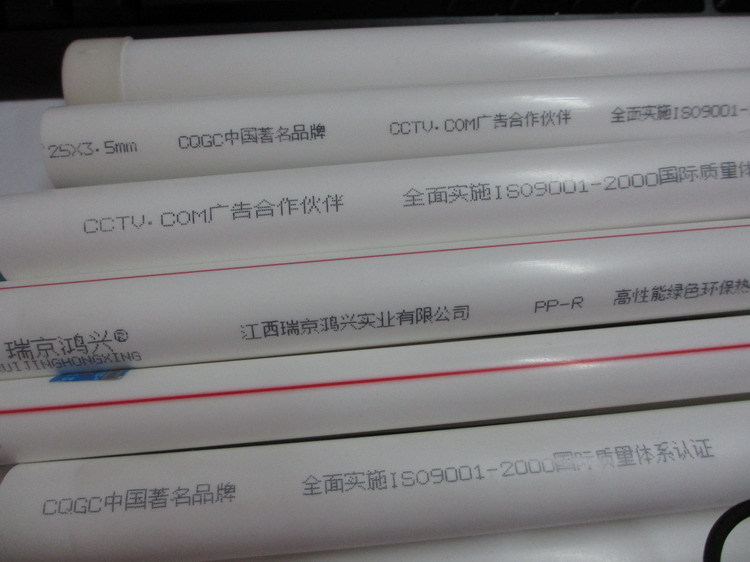 25X3.5mm CQGC中国著名品牌 CCTV.COM广告合作伙伴 全面实施ISO9001-
CCTV.COM广告合作伙伴 全面实施ISO9001-2000国际质量体
瑞京鸿兴® 江西瑞京鸿兴实业有限公司 PP-R 高性能绿色环保热
RUIJINGHONGXING
CQGC中国著名品牌 全面实施ISO9001-2000国际质量体系认证